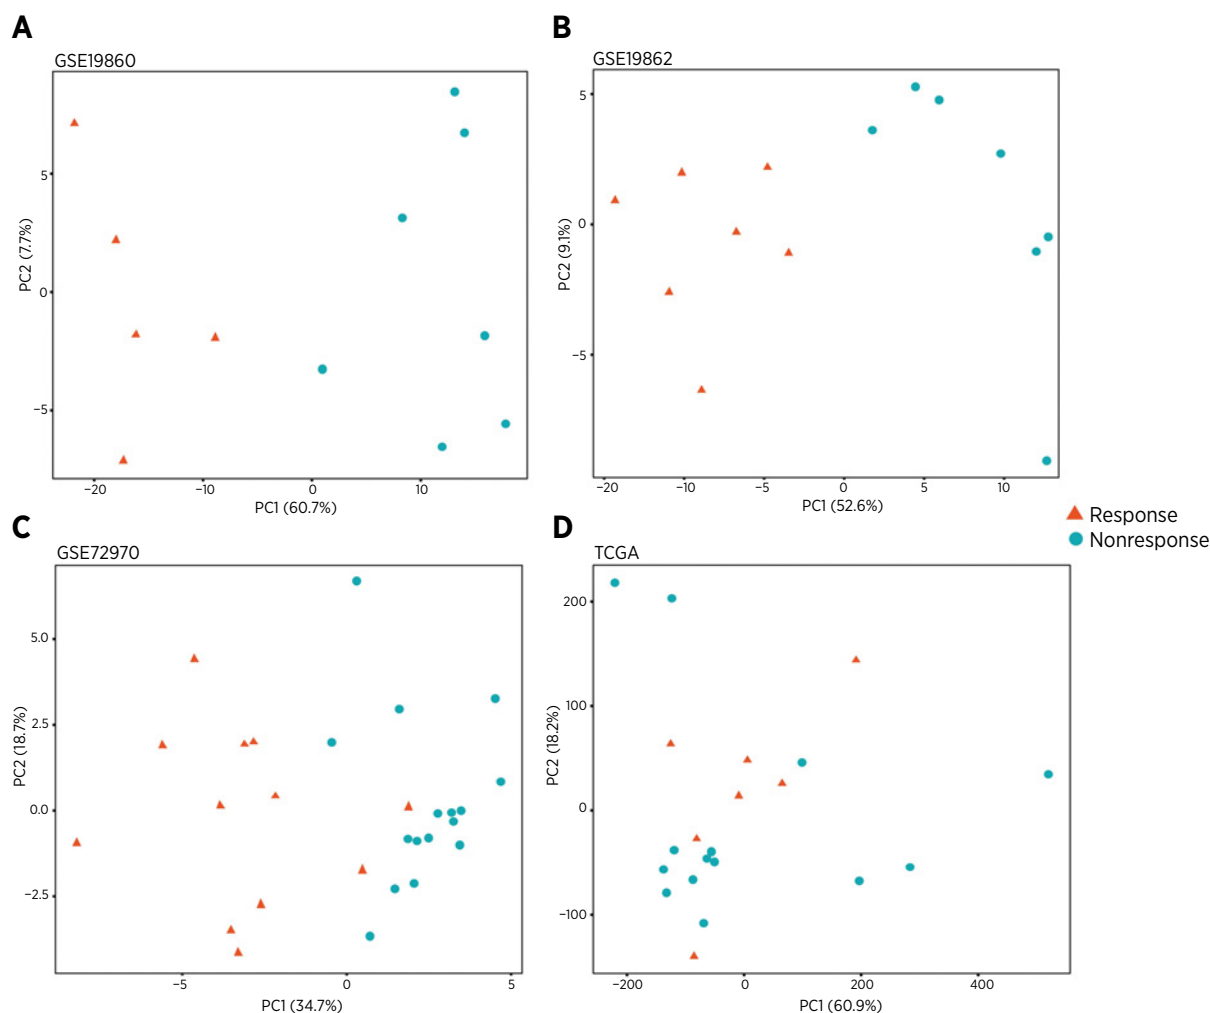 A
GSE19860
PC2 (7.7%)
5
0
−5
−20
−10
0
10
PC1 (60.7%)
B
GSE19862
PC2 (9.1%)
5
0
−5
−20
−10
−5
0
5
10
PC1 (52.6%)
Response
Nonresponse
C
GSE72970
PC2 (18.7%)
5.0
2.5
0.0
−2.5
−5
0
5
PC1 (34.7%)
D
TCGA
PC2 (18.2%)
200
100
0
−100
−200
0
200
400
PC1 (60.9%)